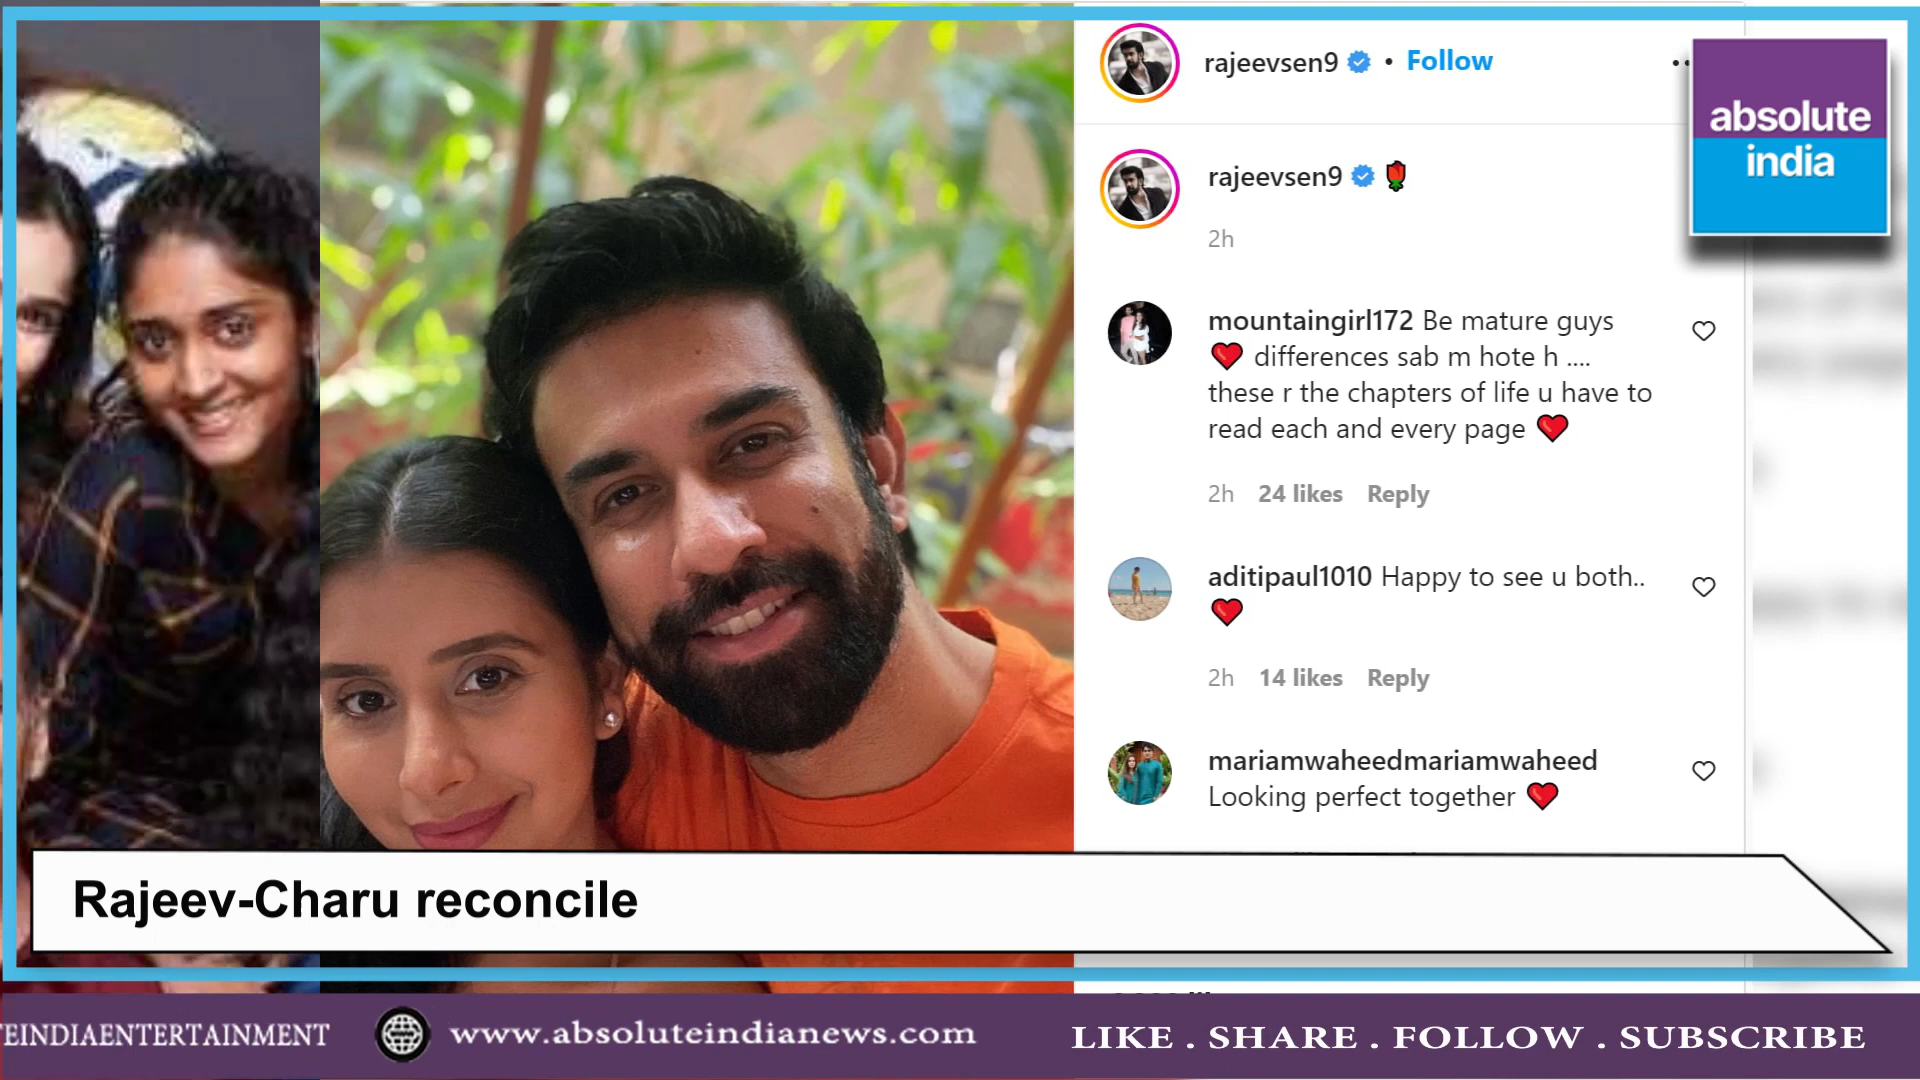 rajeevsen9 • Follow
absolute
india
rajeevsen9 🌹
2h
mountaingirl172 Be mature guys
❤️ differences sab m hote h ....
these r the chapters of life u have to
read each and every page ❤️
2h 24 likes Reply
aditipaul1010 Happy to see u both..
❤️
2h 14 likes Reply
mariamwaheedmariamwaheed
Looking perfect together ❤️
Rajeev-Charu reconcile
EINDIAENTERTAINMENT
www.absoluteindianews.com
LIKE . SHARE . FOLLOW . SUBSCRIBE